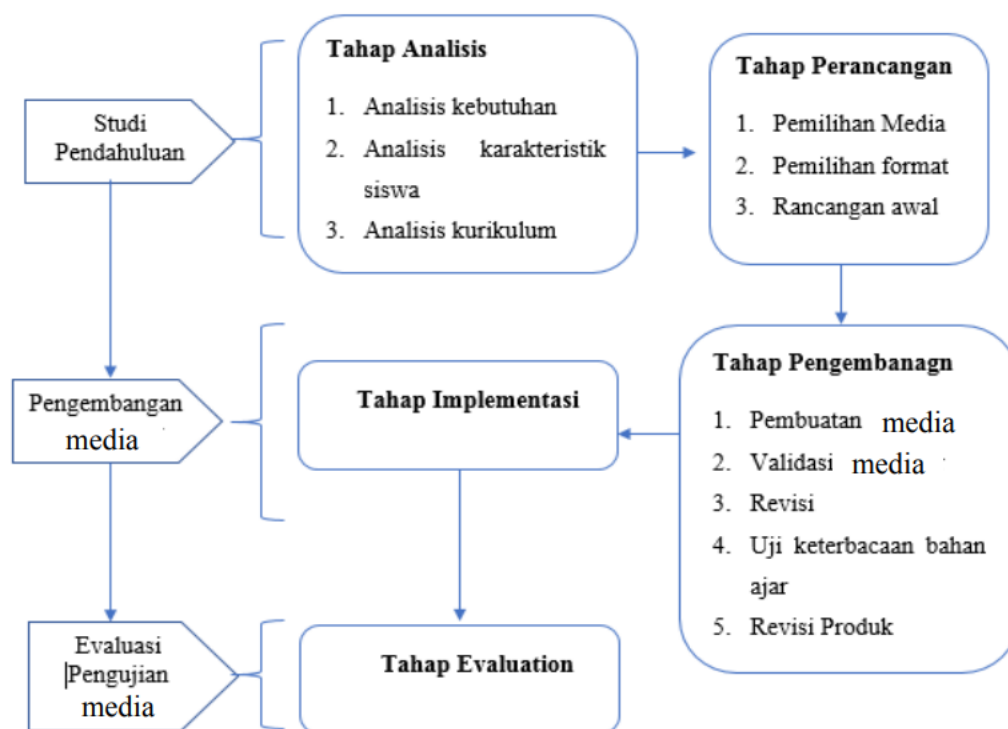 Studi
Pendahuluan
Tahap Analisis
1. Analisis kebutuhan
2. Analisis karakteristik
siswa
3. Analisis kurikulum
Tahap Perancangan
1. Pemilihan Media
2. Pemilihan format
3. Rancangan awal
Pengembangan
media
Tahap Implementasi
Tahap Pengembanagn
1. Pembuatan media
2. Validasi media
3. Revisi
4. Uji keterbacaan bahan
ajar
5. Revisi Produk
Evaluasi
Pengujian
media
Tahap Evaluation